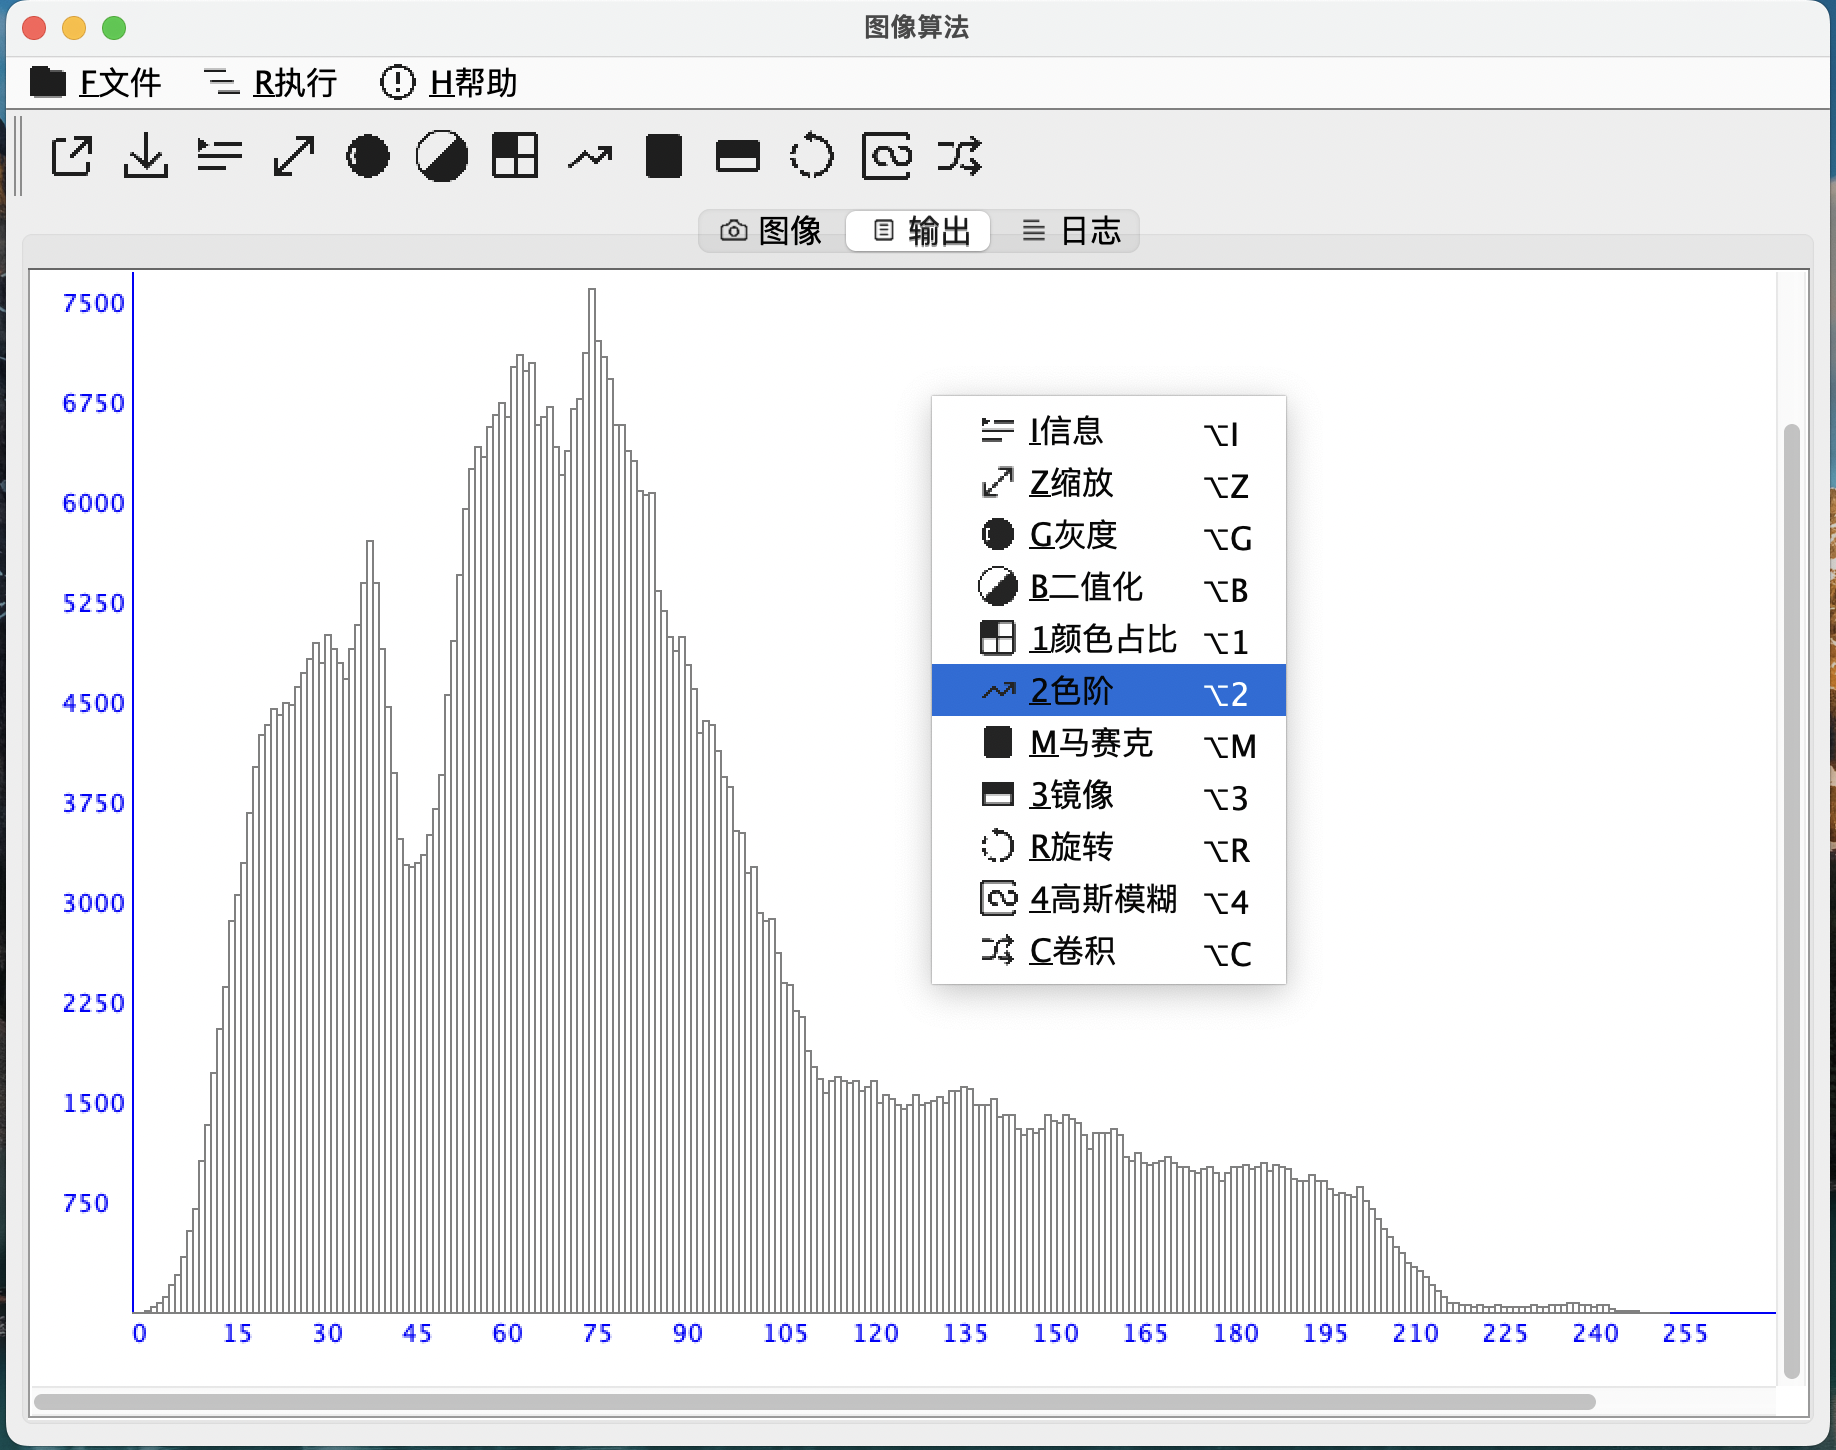 图像算法
F文件 R执行 H帮助
图像 输出 日志
7500
6750
6000
5250
4500
3750
3000
2250
1500
750
0 15 30 45 60 75 90 105 120 135 150 165 180 195 210 225 240 255
I信息 ⌥I
Z缩放 ⌥Z
G灰度 ⌥G
B二值化 ⌥B
1颜色占比 ⌥1
2色阶 ⌥2
M马赛克 ⌥M
3镜像 ⌥3
R旋转 ⌥R
4高斯模糊 ⌥4
C卷积 ⌥C